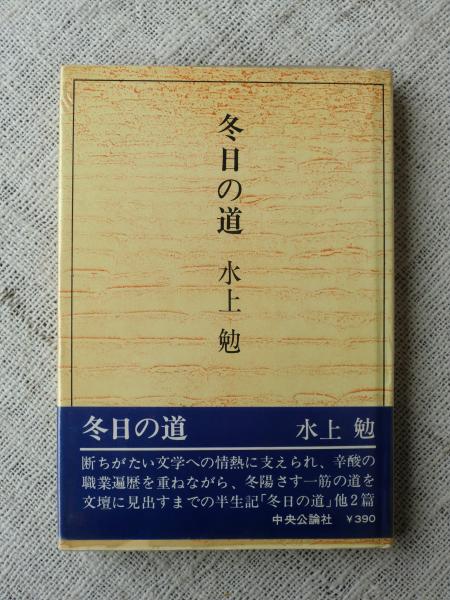 冬日の道 水上 勉
冬日の道 水上 勉
断ちがたい文学への情熱に支えられ、辛酸の
職業遍歴を重ねながら、冬陽さす一筋の道を
文壇に見出すまでの半生記「冬日の道」他2篇
中央公論社 ¥390